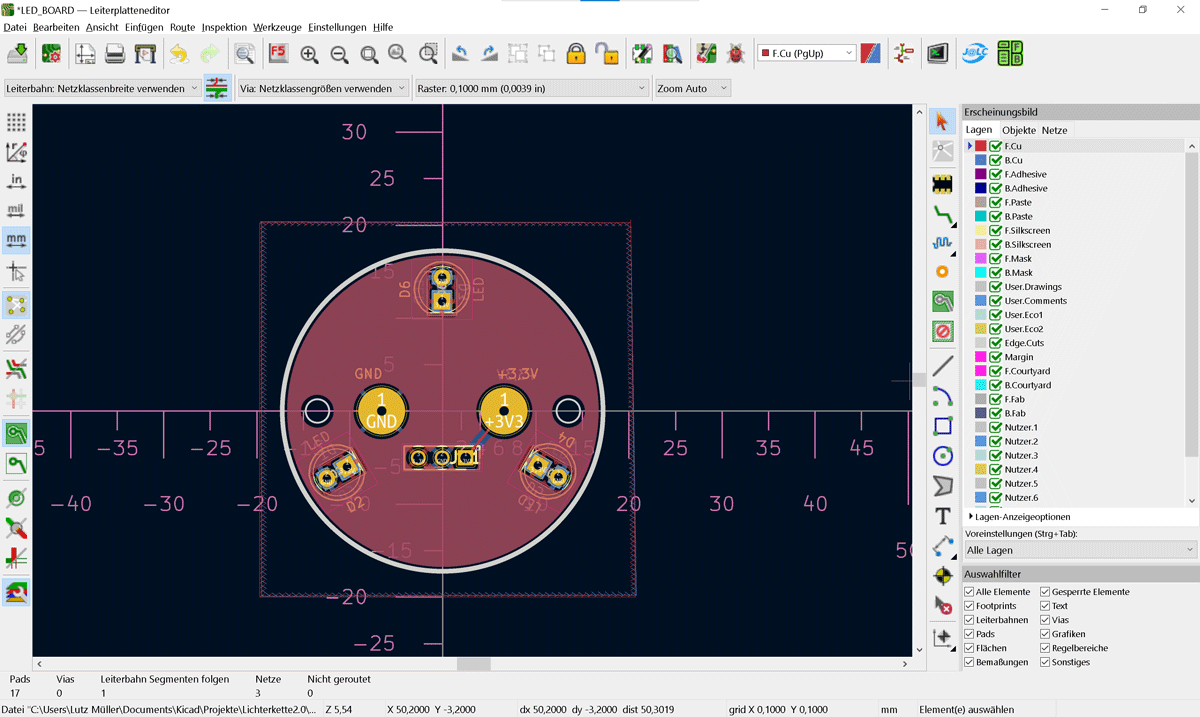 *LED_BOARD — Leiterplatteneditor
Datei Bearbeiten Ansicht Einfügen Route Inspektion Werkzeuge Einstellungen Hilfe
F5
F.Cu (PgUp)
Leiterbahn: Netzklassenbreite verwenden
Via: Netzklassengrößen verwenden
Raster: 0,1000 mm (0,0039 in)
Zoom Auto
in
mil
mm
30
25
20
15
D6
LED
5
GND
+3,3V
1
GND
1
+3V3
5
25
35
45
LED
D2
J1
D4
-5
15
-40
-30
-20
20
30
40
50
-15
-20
-25
Erscheinungsbild
Lagen Objekte Netze
F.Cu
B.Cu
F.Adhesive
B.Adhesive
F.Paste
B.Paste
F.Silkscreen
B.Silkscreen
F.Mask
B.Mask
User.Drawings
User.Comments
User.Eco1
User.Eco2
Edge.Cuts
Margin
F.Courtyard
B.Courtyard
F.Fab
B.Fab
Nutzer.1
Nutzer.2
Nutzer.3
Nutzer.4
Nutzer.5
Nutzer.6
Lagen-Anzeigeoptionen
Voreinstellungen (Strg+Tab):
Alle Lagen
Auswahlfilter
Alle Elemente Gesperrte Elemente
Footprints Text
Leiterbahnen Vias
Pads Grafiken
Flächen Regelbereiche
Bemaßungen Sonstiges
Pads Vias Leiterbahn Segmenten folgen Netze Nicht geroutet
17 0 1 3 0
Datei "C:\Users\Lutz Müller\Documents\Kicad\Projekte\Lichterkette2.0\... Z 5,54 X 50,2000 Y -3,2000 dx 50,2000 dy -3,2000 dist 50,3019 grid X 0,1000 Y 0,1000 mm Element(e) auswählen